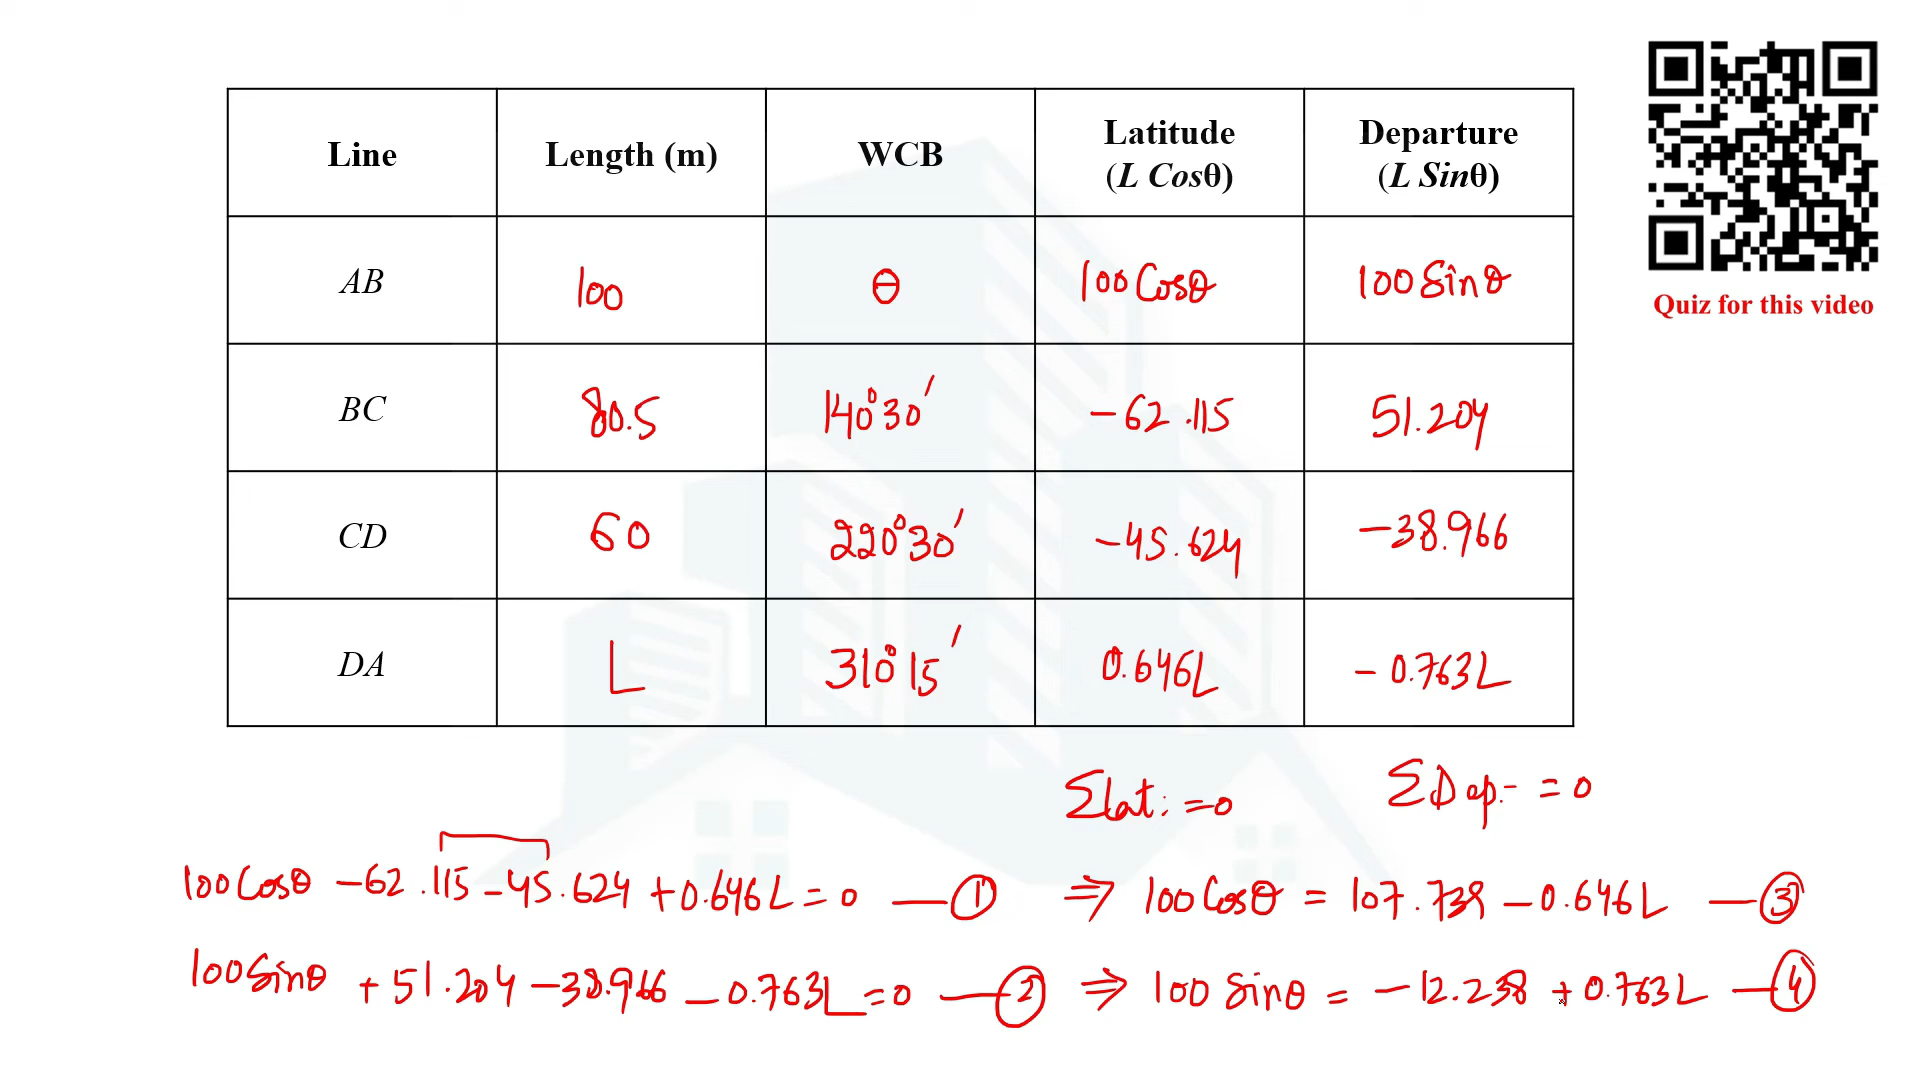 Line Length (m) WCB Latitude (L Cosθ) Departure (L Sinθ)
AB 100 θ 100 Cosθ 100 Sinθ
BC 80.5 140°30′ -62.115 51.204
CD 60 220°30′ -45.624 -38.966
DA L 310°15′ 0.646L -0.763L
Quiz for this video
Σlat. = 0 ΣDep. = 0
100 Cosθ - 62.115 - 45.624 + 0.646L = 0 — ① ⇒ 100 Cosθ = 107.739 - 0.646L — ③
100 Sinθ + 51.204 - 38.966 - 0.763L = 0 — ② ⇒ 100 Sinθ = -12.238 + 0.763L — ④